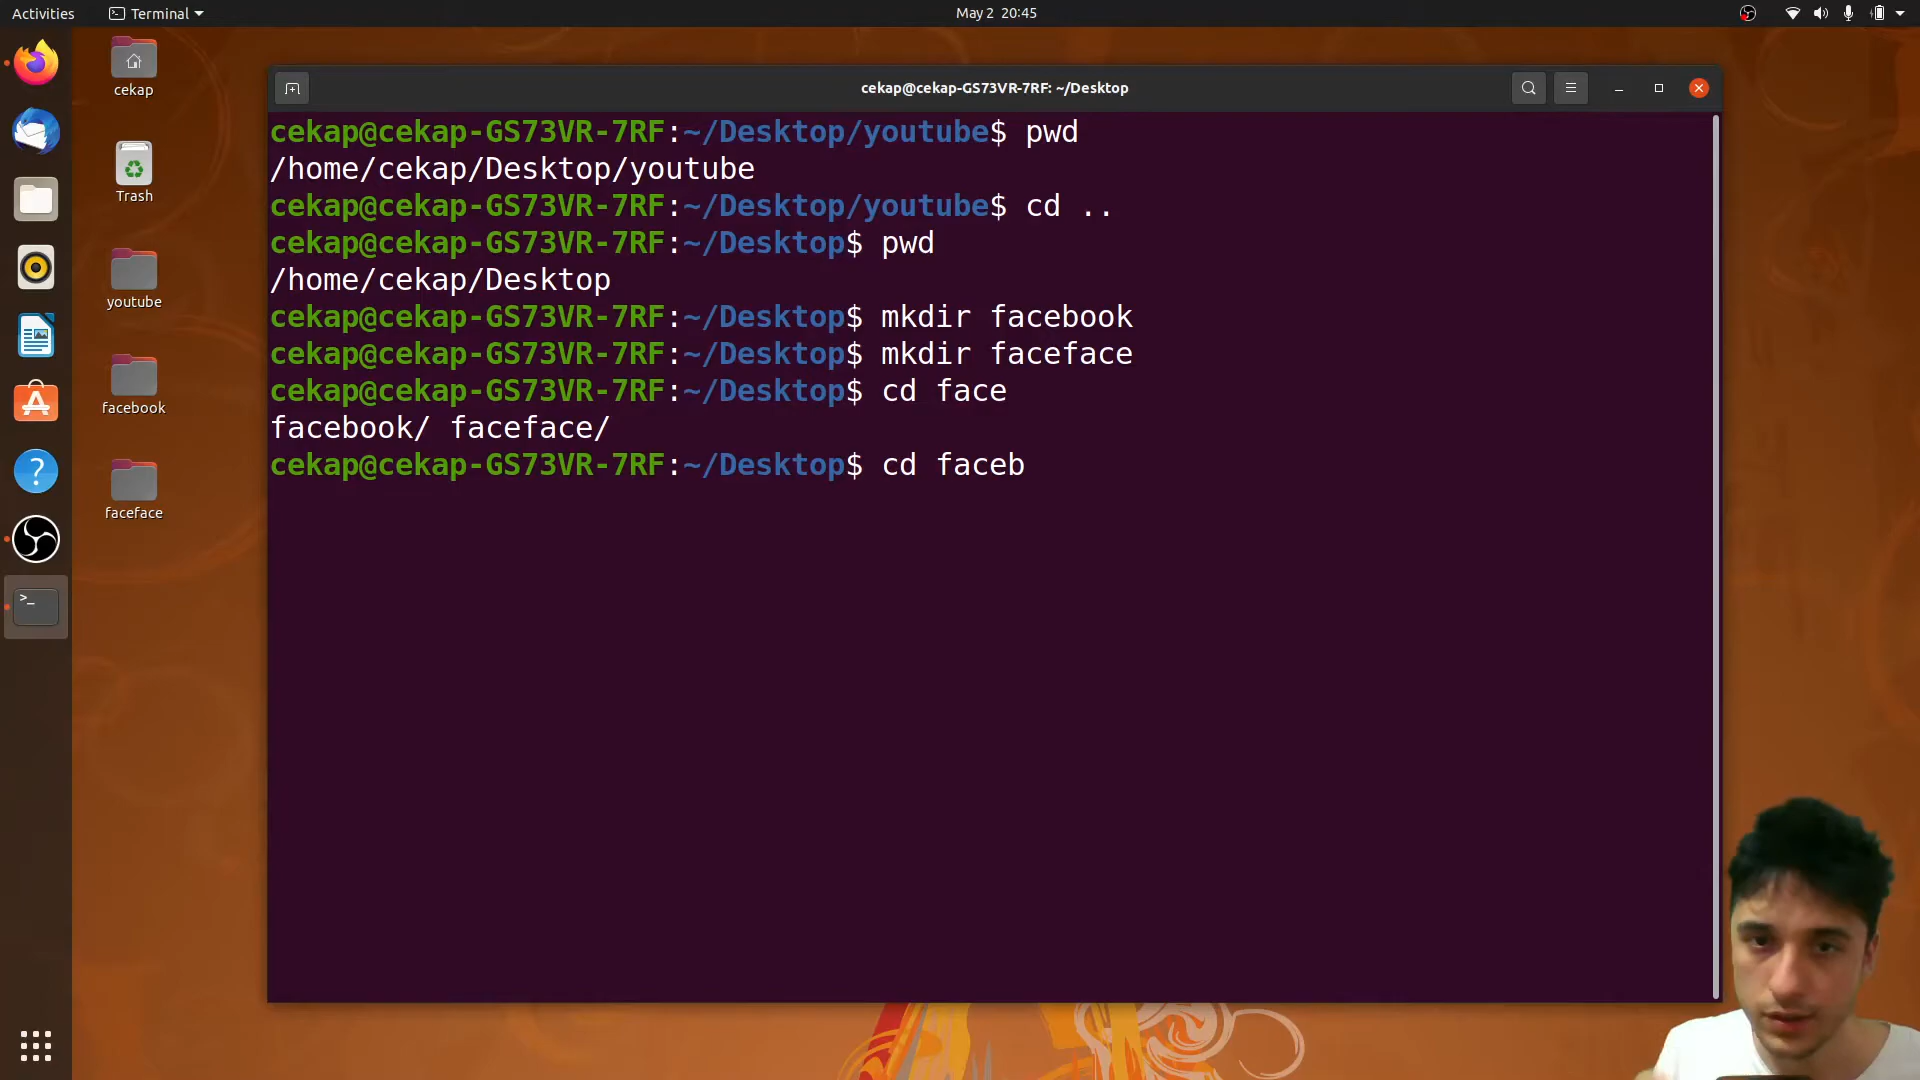 Activities
Terminal
May 2 20:45
cekap
Trash
youtube
facebook
faceface
cekap@cekap-GS73VR-7RF: ~/Desktop
cekap@cekap-GS73VR-7RF:~/Desktop/youtube$ pwd
/home/cekap/Desktop/youtube
cekap@cekap-GS73VR-7RF:~/Desktop/youtube$ cd ..
cekap@cekap-GS73VR-7RF:~/Desktop$ pwd
/home/cekap/Desktop
cekap@cekap-GS73VR-7RF:~/Desktop$ mkdir facebook
cekap@cekap-GS73VR-7RF:~/Desktop$ mkdir faceface
cekap@cekap-GS73VR-7RF:~/Desktop$ cd face
facebook/ faceface/
cekap@cekap-GS73VR-7RF:~/Desktop$ cd faceb